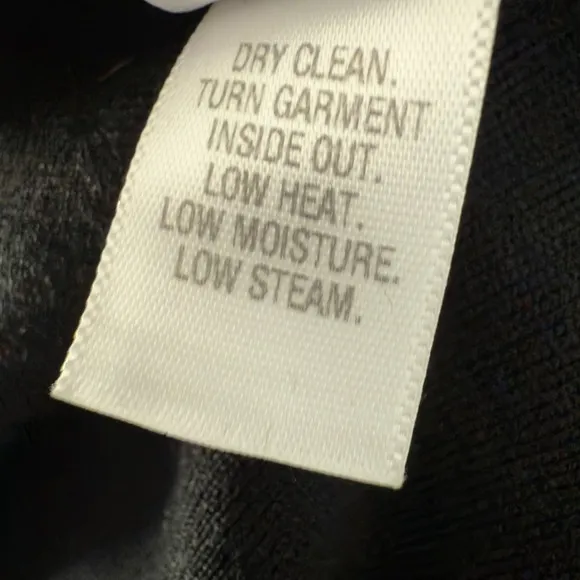 DRY CLEAN.
TURN GARMENT
INSIDE OUT.
LOW HEAT.
LOW MOISTURE.
LOW STEAM.